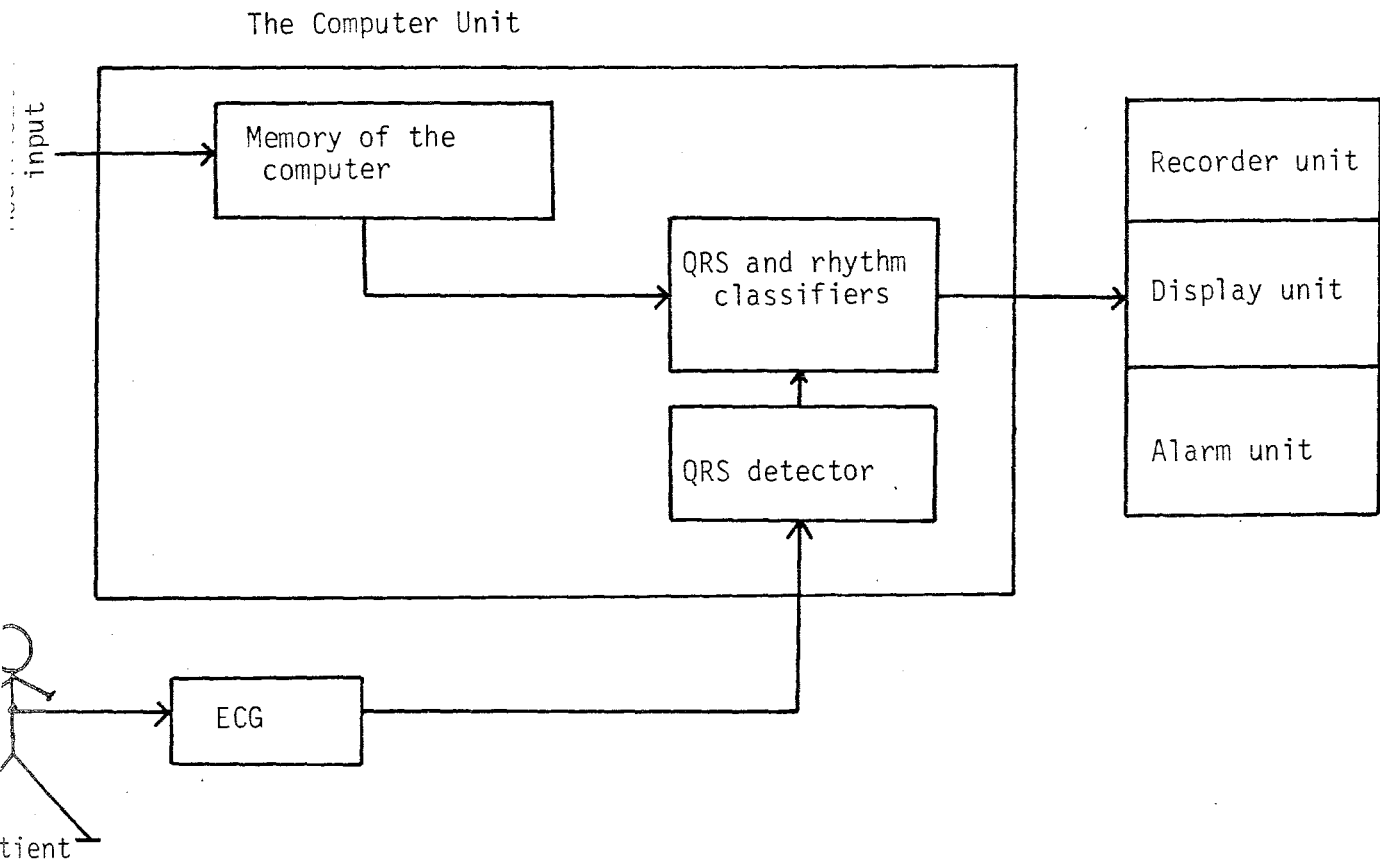 The Computer Unit
input
Memory of the
computer
QRS and rhythm
classifiers
QRS detector
Recorder unit
Display unit
Alarm unit
ECG
tient